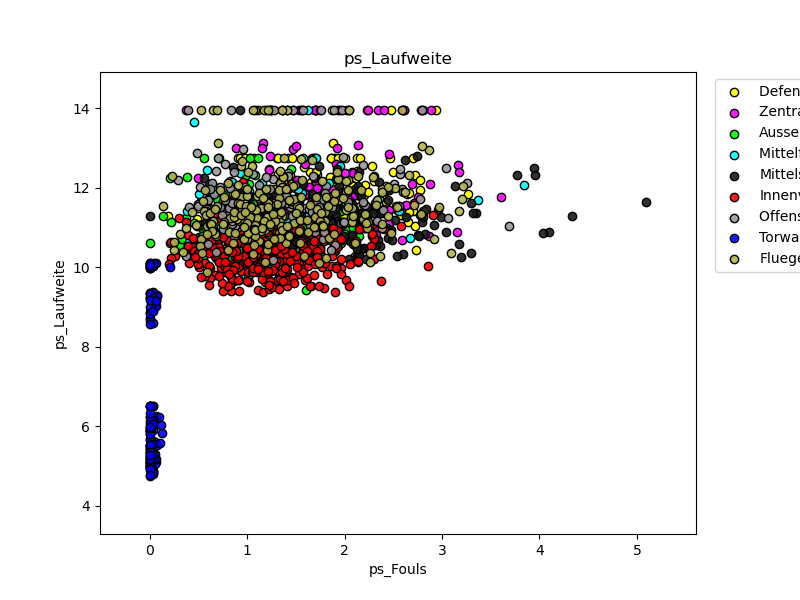 ps_Laufweite
ps_Laufweite
14
12
10
8
6
4
0
1
2
3
4
5
ps_Fouls
Defen
Zentra
Ausse
Mittelf
Mittels
Innenv
Offens
Torwa
Fluege